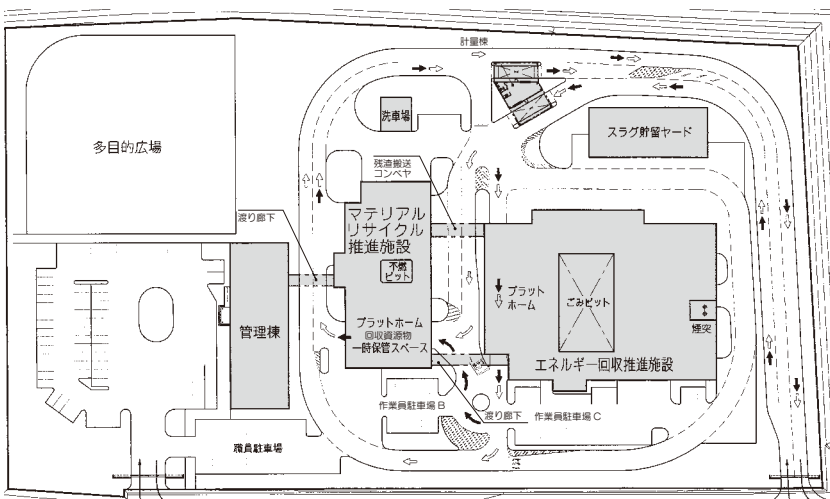 計量棟
洗車場
スラグ貯留ヤード
多目的広場
残渣搬送
コンベヤ
渡り廊下
マテリアル
リサイクル
推進施設
不燃
ピット
プラット
ホーム
ごみピット
煙突
管理棟
プラットホーム
回収資源物
一時保管スペース
エネルギー回収推進施設
作業員駐車場 B
渡り廊下
作業員駐車場 C
職員駐車場